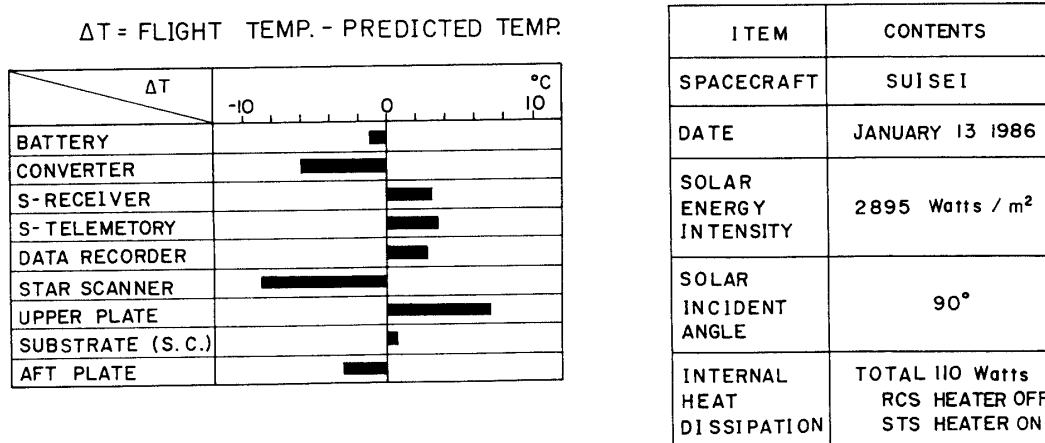 ΔT = FLIGHT TEMP. - PREDICTED TEMP.
ΔT
°C
-10 0 10
BATTERY
CONVERTER
S-RECEIVER
S-TELEMETORY
DATA RECORDER
STAR SCANNER
UPPER PLATE
SUBSTRATE (S.C.)
AFT PLATE
ITEM CONTENTS
SPACECRAFT SUISEI
DATE JANUARY 13 1986
SOLAR
ENERGY 2895 Watts / m²
INTENSITY
SOLAR
INCIDENT 90°
ANGLE
INTERNAL TOTAL 110 Watts
HEAT RCS HEATER OFF
DISSIPATION STS HEATER ON